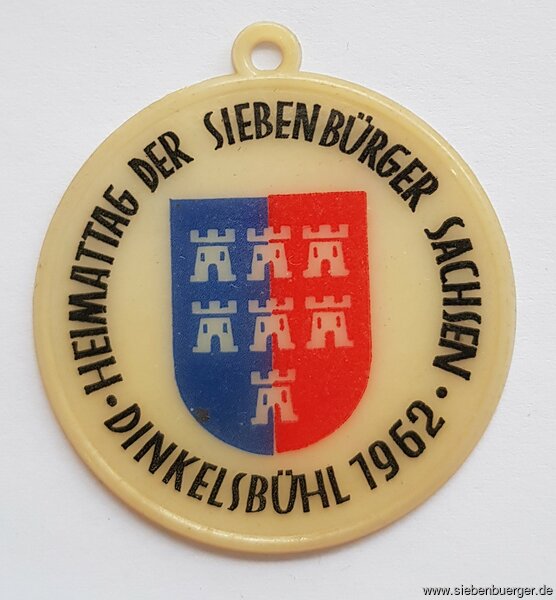 · HEIMATTAG DER SIEBENBÜRGER SACHSEN ·
DINKELSBÜHL 1962
www.siebenbuerger.de